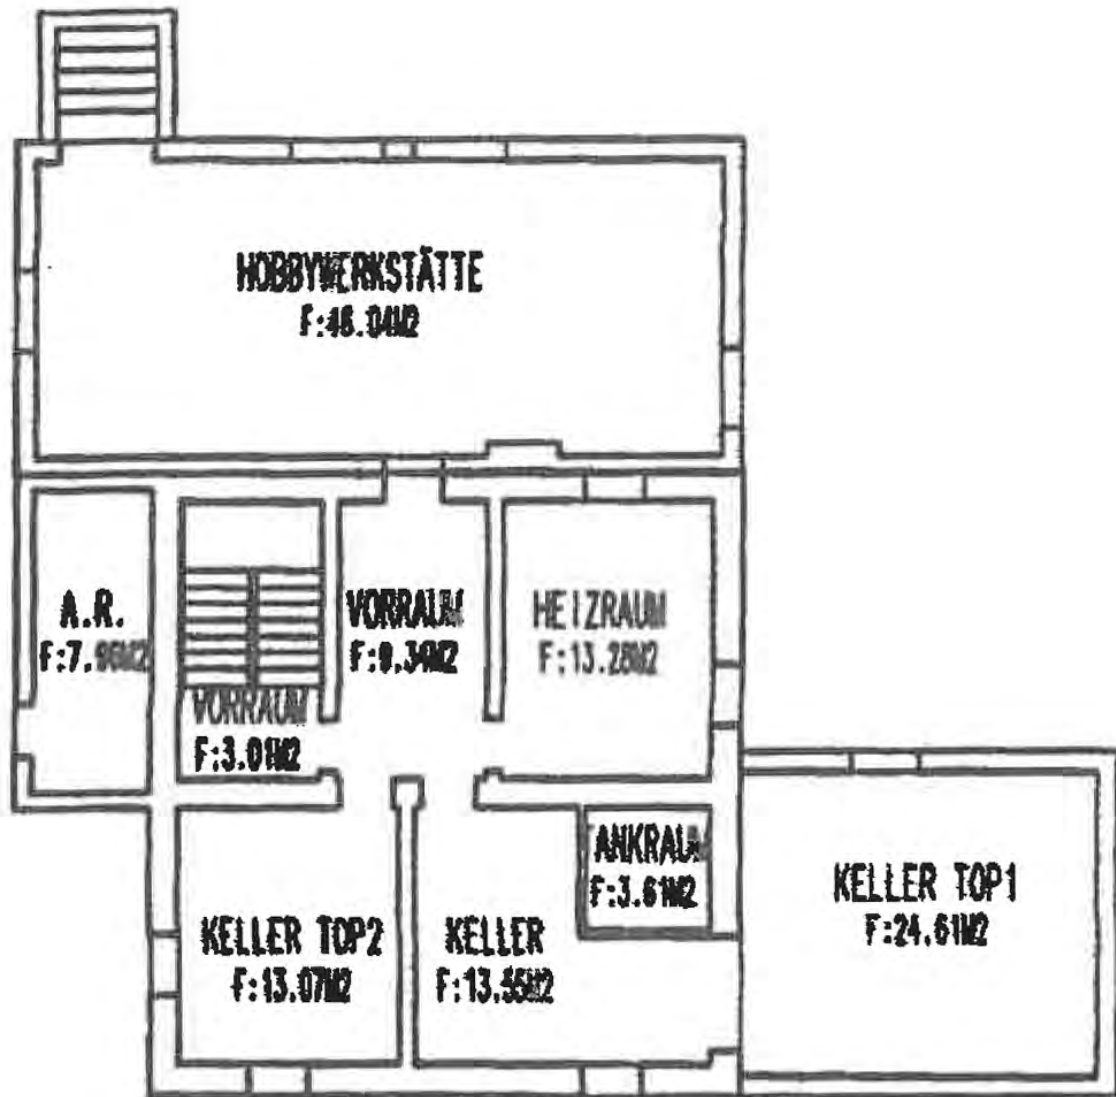 HOBBYWERKSTÄTTE
F:46.04M2
A.R.
F:7.96M2
VORRAUM
F:9.34M2
HEIZRAUM
F:13.28M2
VORRAUM
F:3.01M2
TANKRAUM
F:3.61M2
KELLER TOP1
F:24.61M2
KELLER TOP2
F:13.07M2
KELLER
F:13.55M2